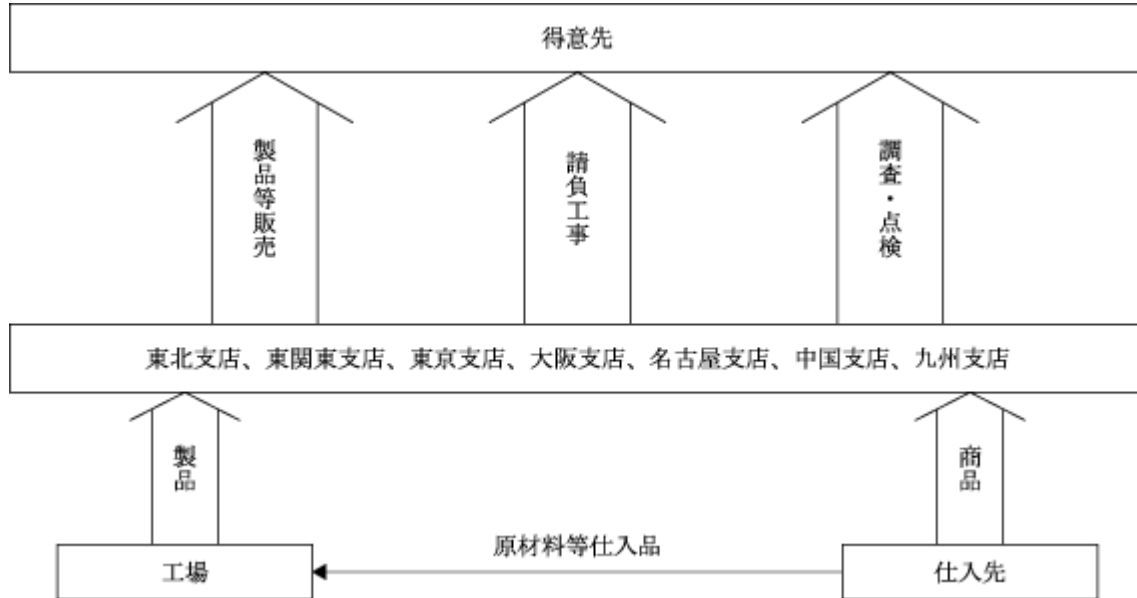 得意先
製品等販売
請負工事
調査・点検
東北支店、東関東支店、東京支店、大阪支店、名古屋支店、中国支店、九州支店
製品
商品
原材料等仕入品
工場
仕入先